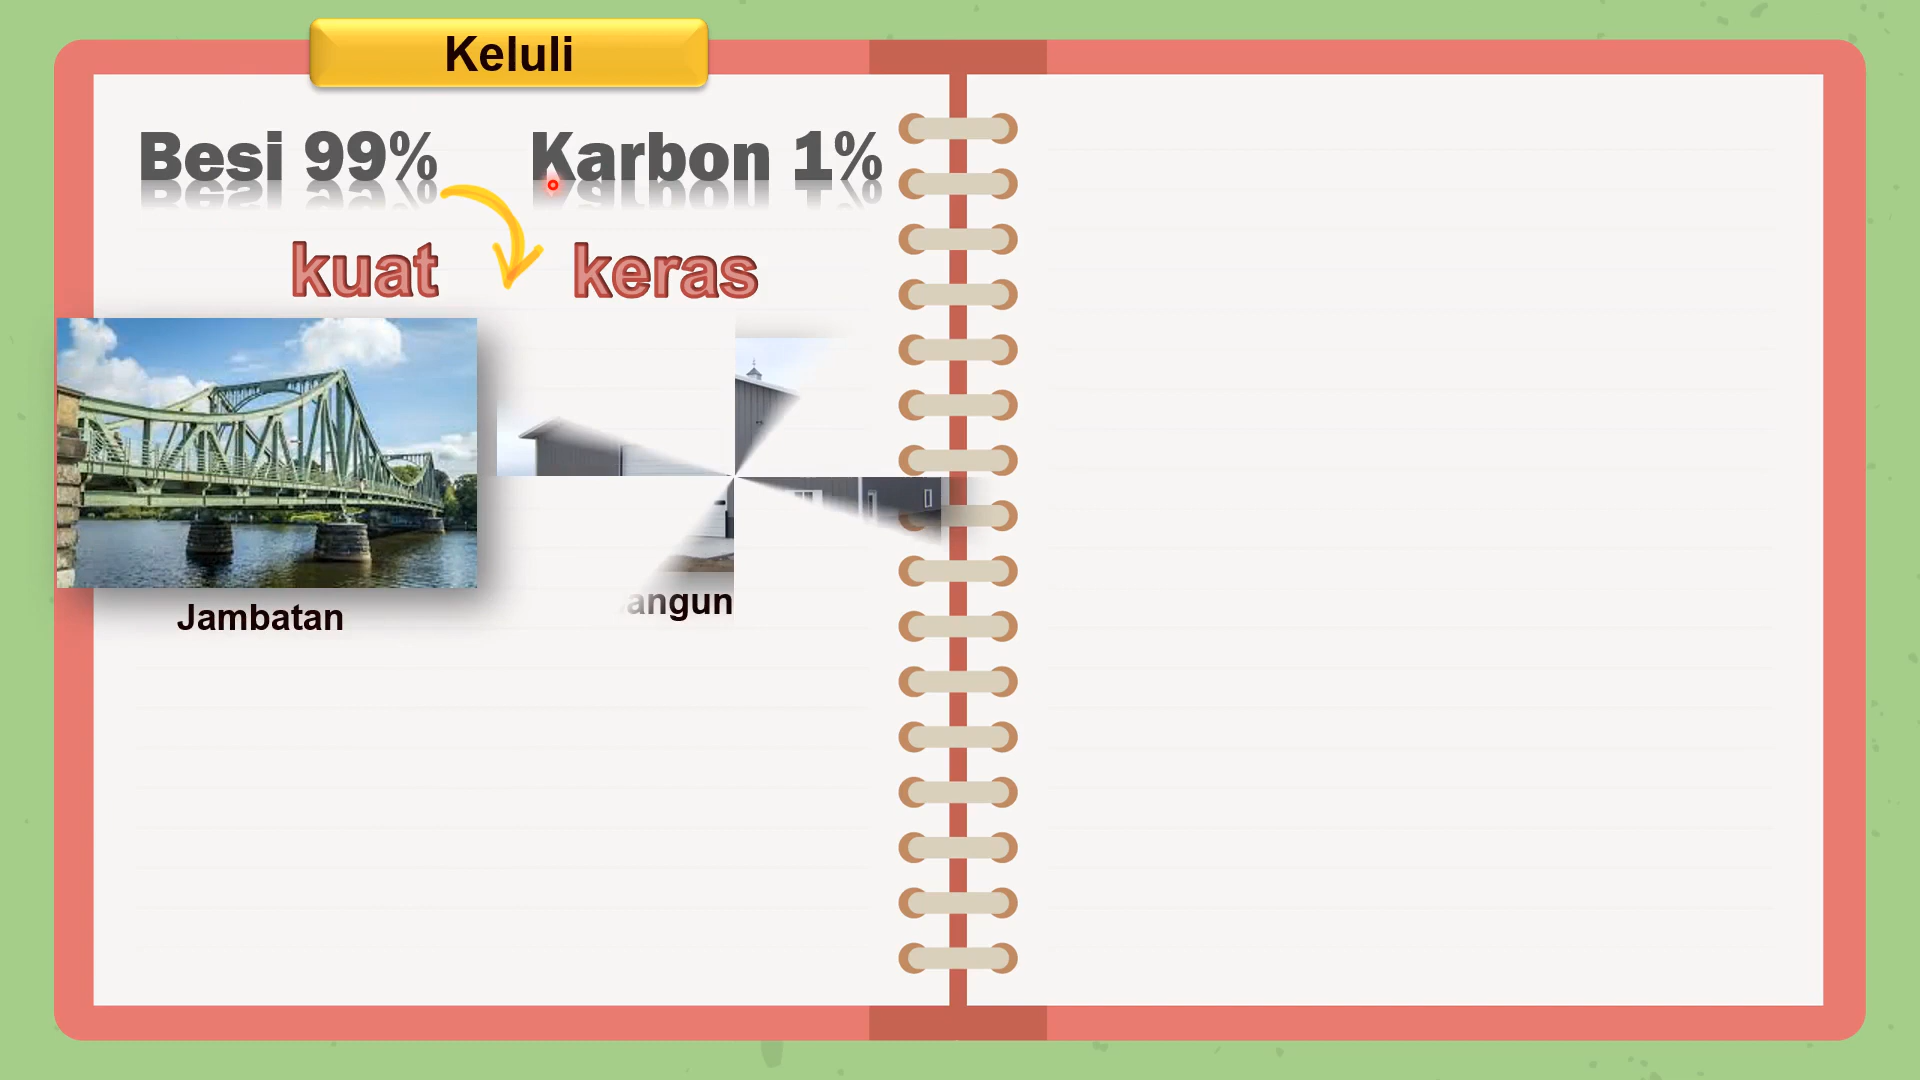 Keluli
Besi 99% Karbon 1%
kuat keras
Jambatan
angun